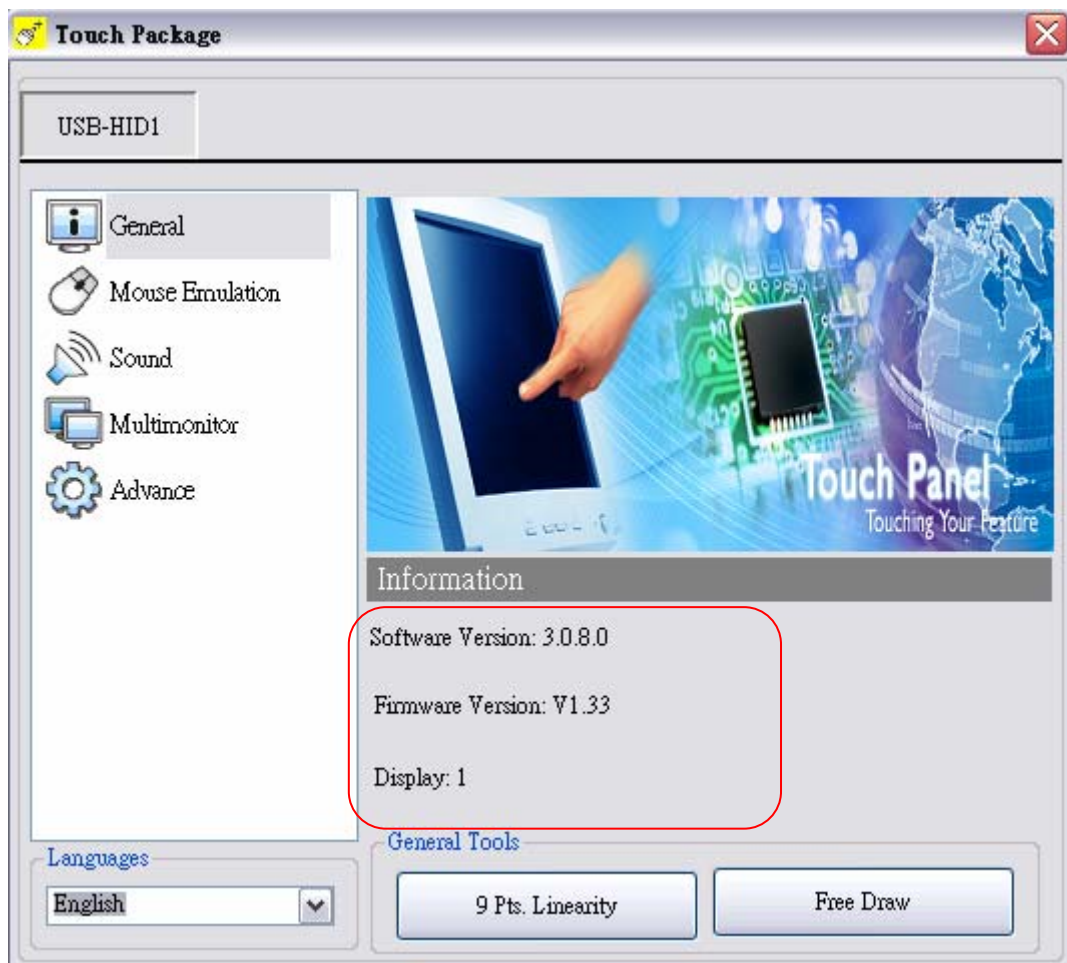 Touch Package
USB-HID1
General
Mouse Emulation
Sound
Multimonitor
Advance
Touch Panel
Touching Your Feature
Information
Software Version: 3.0.8.0
Firmware Version: V1.33
Display: 1
Languages
English
General Tools
9 Pts. Linearity
Free Draw